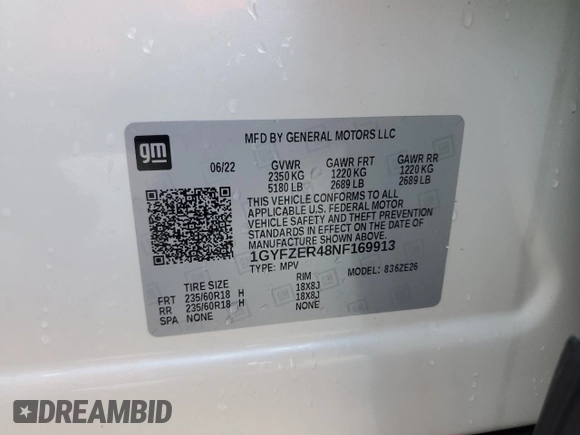 gm
MFD BY GENERAL MOTORS LLC
06/22 GVWR GAWR FRT GAWR RR
2350 KG 1220 KG 1220 KG
5180 LB 2689 LB 2689 LB
THIS VEHICLE CONFORMS TO ALL
APPLICABLE U.S. FEDERAL MOTOR
VEHICLE SAFETY AND THEFT PREVENTION
STANDARDS IN EFFECT ON THE DATE
OF MANUFACTURE SHOWN ABOVE.
1GYFZER48NF169913
TYPE: MPV MODEL: 836ZE26
TIRE SIZE RIM
FRT 235/60R18 H 18X8J
RR 235/60R18 H 18X8J
SPA NONE NONE
DREAMBID